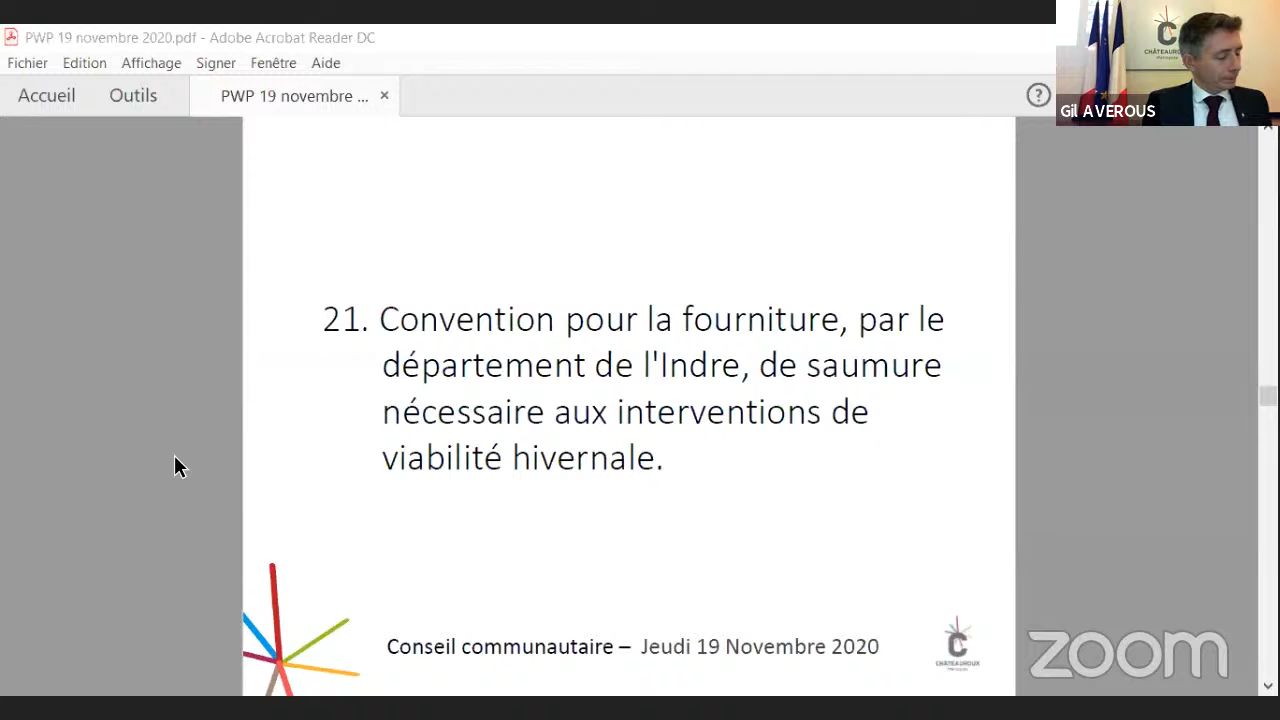 PWP 19 novembre 2020.pdf - Adobe Acrobat Reader DC
Fichier Edition Affichage Signer Fenêtre Aide
Accueil Outils PWP 19 novembre ... ×
?
CHÂTEAUROUX
Gil AVEROUS
21. Convention pour la fourniture, par le
département de l'Indre, de saumure
nécessaire aux interventions de
viabilité hivernale.
Conseil communautaire – Jeudi 19 Novembre 2020
CHÂTEAUROUX
zoom